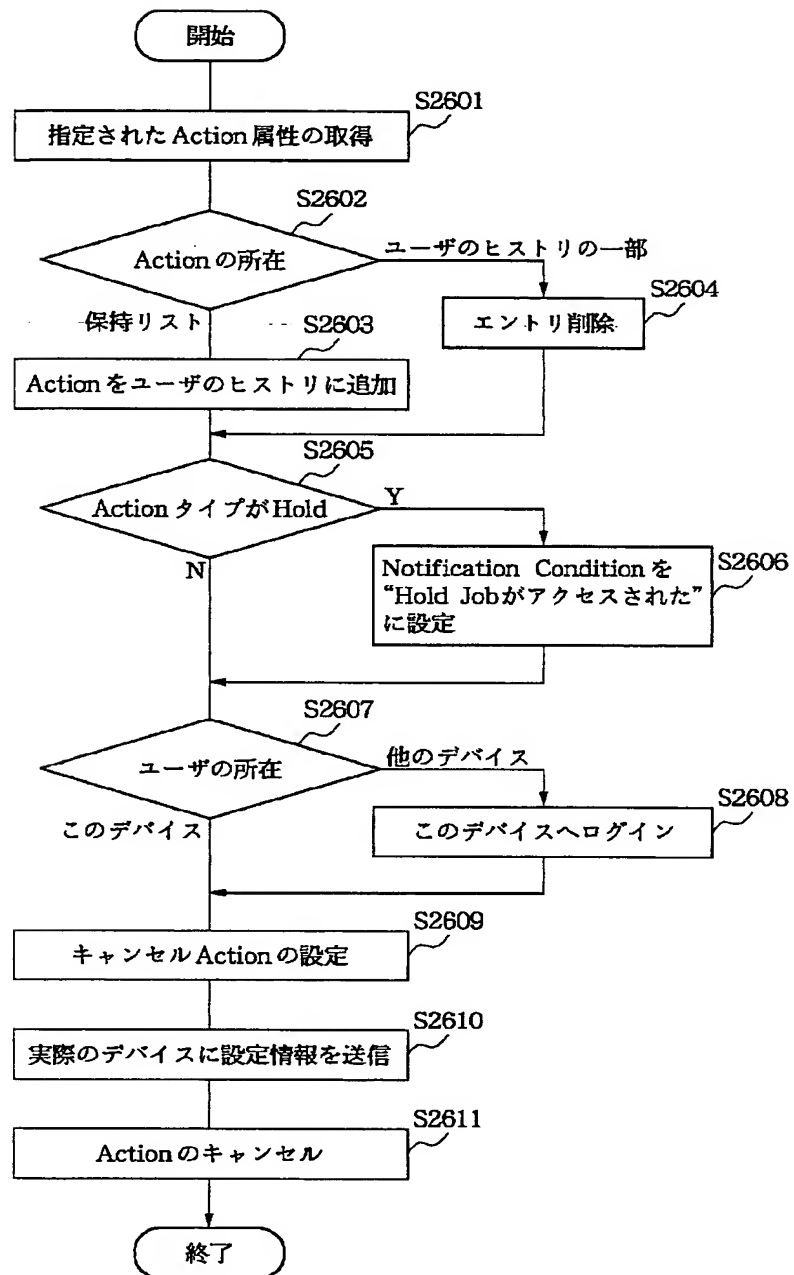 開始
S2601
指定されたAction属性の取得
S2602
Actionの所在
ユーザのヒストリの一部
保持リスト
S2603
S2604
エントリ削除
Actionをユーザのヒストリに追加
S2605
ActionタイプがHold
Y
N
S2606
Notification Conditionを
“Hold Jobがアクセスされた”
に設定
S2607
ユーザの所在
他のデバイス
このデバイス
S2608
このデバイスへログイン
S2609
キャンセルActionの設定
S2610
実際のデバイスに設定情報を送信
S2611
Actionのキャンセル
終了